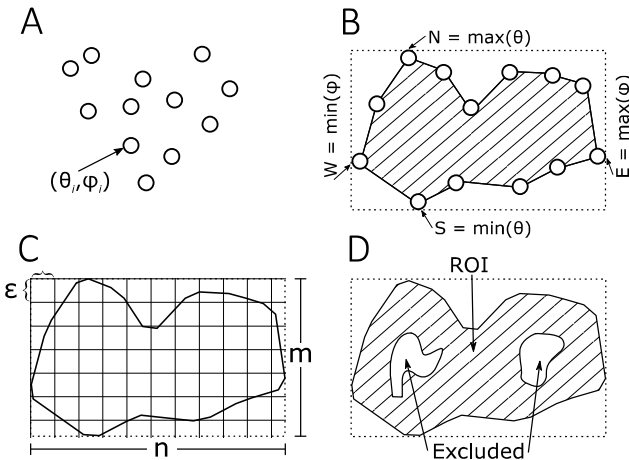 A
(θᵢ,φᵢ)
B
N = max(θ)
W = min(φ)
E = max(φ)
S = min(θ)
C
ε
m
n
D
ROI
Excluded